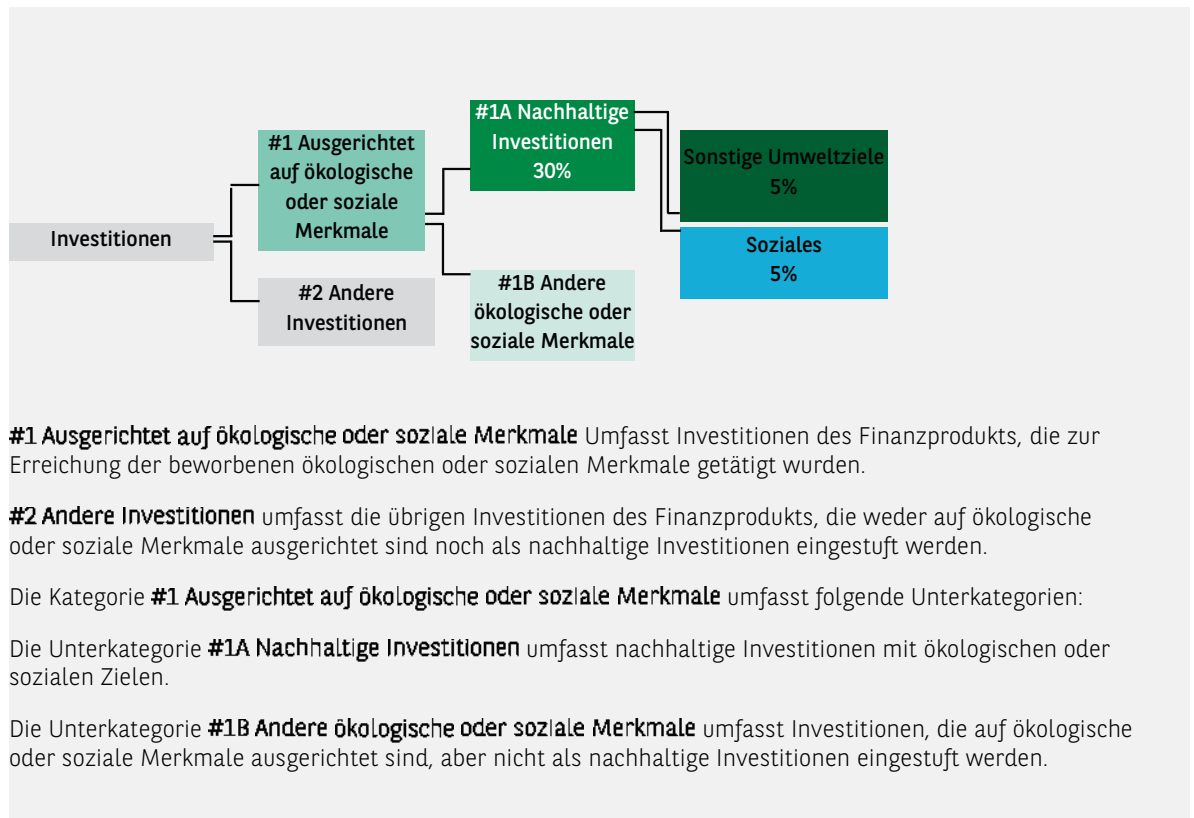 #1A Nachhaltige
Investitionen
30%
#1 Ausgerichtet
auf ökologische
oder soziale
Merkmale
Sonstige Umweltziele
5%
Investitionen
Soziales
5%
#2 Andere
Investitionen
#1B Andere
ökologische oder
soziale Merkmale
#1 Ausgerichtet auf ökologische oder soziale Merkmale Umfasst Investitionen des Finanzprodukts, die zur
Erreichung der beworbenen ökologischen oder sozialen Merkmale getätigt wurden.
#2 Andere Investitionen umfasst die übrigen Investitionen des Finanzprodukts, die weder auf ökologische
oder soziale Merkmale ausgerichtet sind noch als nachhaltige Investitionen eingestuft werden.
Die Kategorie #1 Ausgerichtet auf ökologische oder soziale Merkmale umfasst folgende Unterkategorien:
Die Unterkategorie #1A Nachhaltige Investitionen umfasst nachhaltige Investitionen mit ökologischen oder
sozialen Zielen.
Die Unterkategorie #1B Andere ökologische oder soziale Merkmale umfasst Investitionen, die auf ökologische
oder soziale Merkmale ausgerichtet sind, aber nicht als nachhaltige Investitionen eingestuft werden.